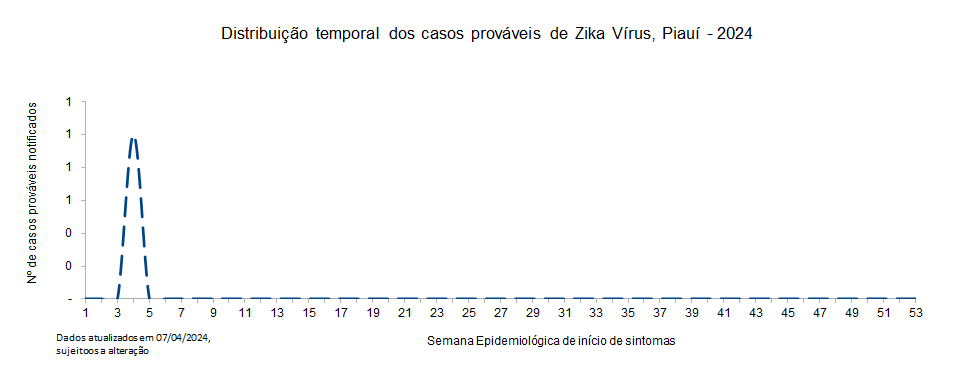 Distribuição temporal dos casos prováveis de Zika Vírus, Piauí - 2024
Nº de casos prováveis notificados
1
1
1
1
0
0
-
1 3 5 7 9 11 13 15 17 19 21 23 25 27 29 31 33 35 37 39 41 43 45 47 49 51 53
Semana Epidemiológica de início de sintomas
Dados atualizados em 07/04/2024,
sujeitoos a alteração